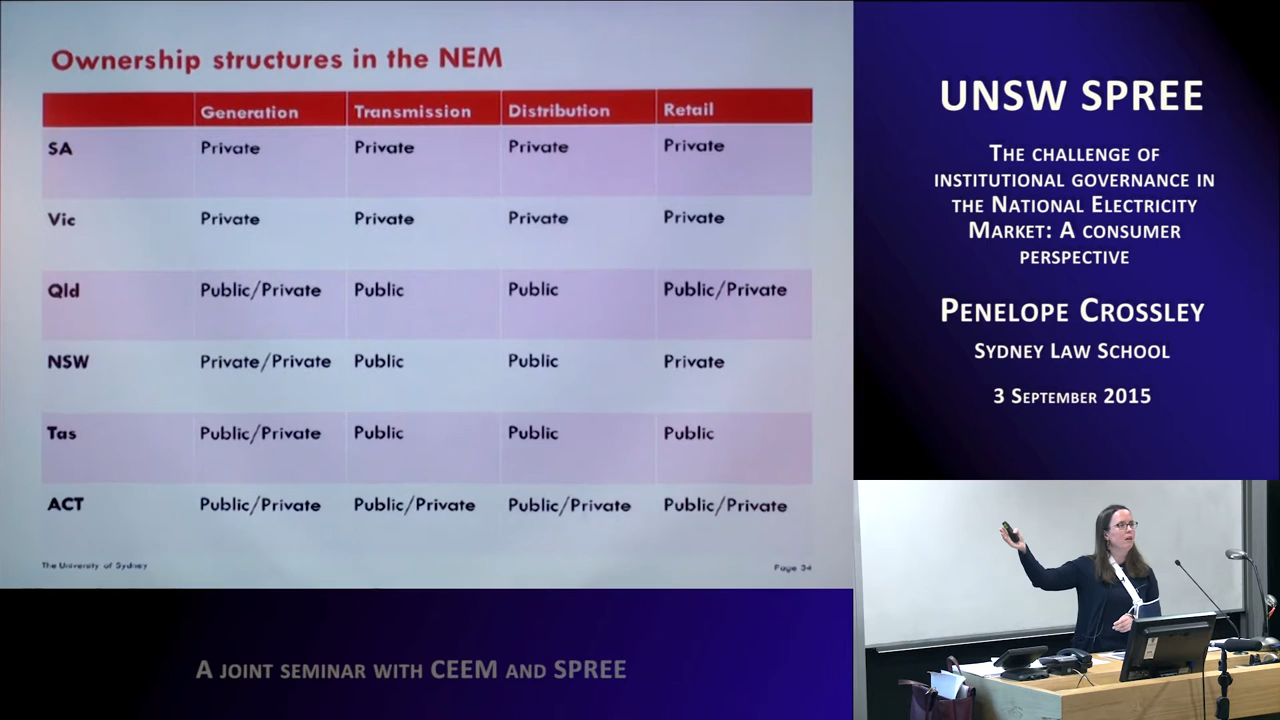 Ownership structures in the NEM
Generation Transmission Distribution Retail
SA Private Private Private Private
Vic Private Private Private Private
Qld Public/Private Public Public Public/Private
NSW Private/Private Public Public Private
Tas Public/Private Public Public Public
ACT Public/Private Public/Private Public/Private Public/Private
The University of Sydney
Page 34
UNSW SPREE
THE CHALLENGE OF
INSTITUTIONAL GOVERNANCE IN
THE NATIONAL ELECTRICITY
MARKET: A CONSUMER
PERSPECTIVE
PENELOPE CROSSLEY
SYDNEY LAW SCHOOL
3 SEPTEMBER 2015
A JOINT SEMINAR WITH CEEM AND SPREE